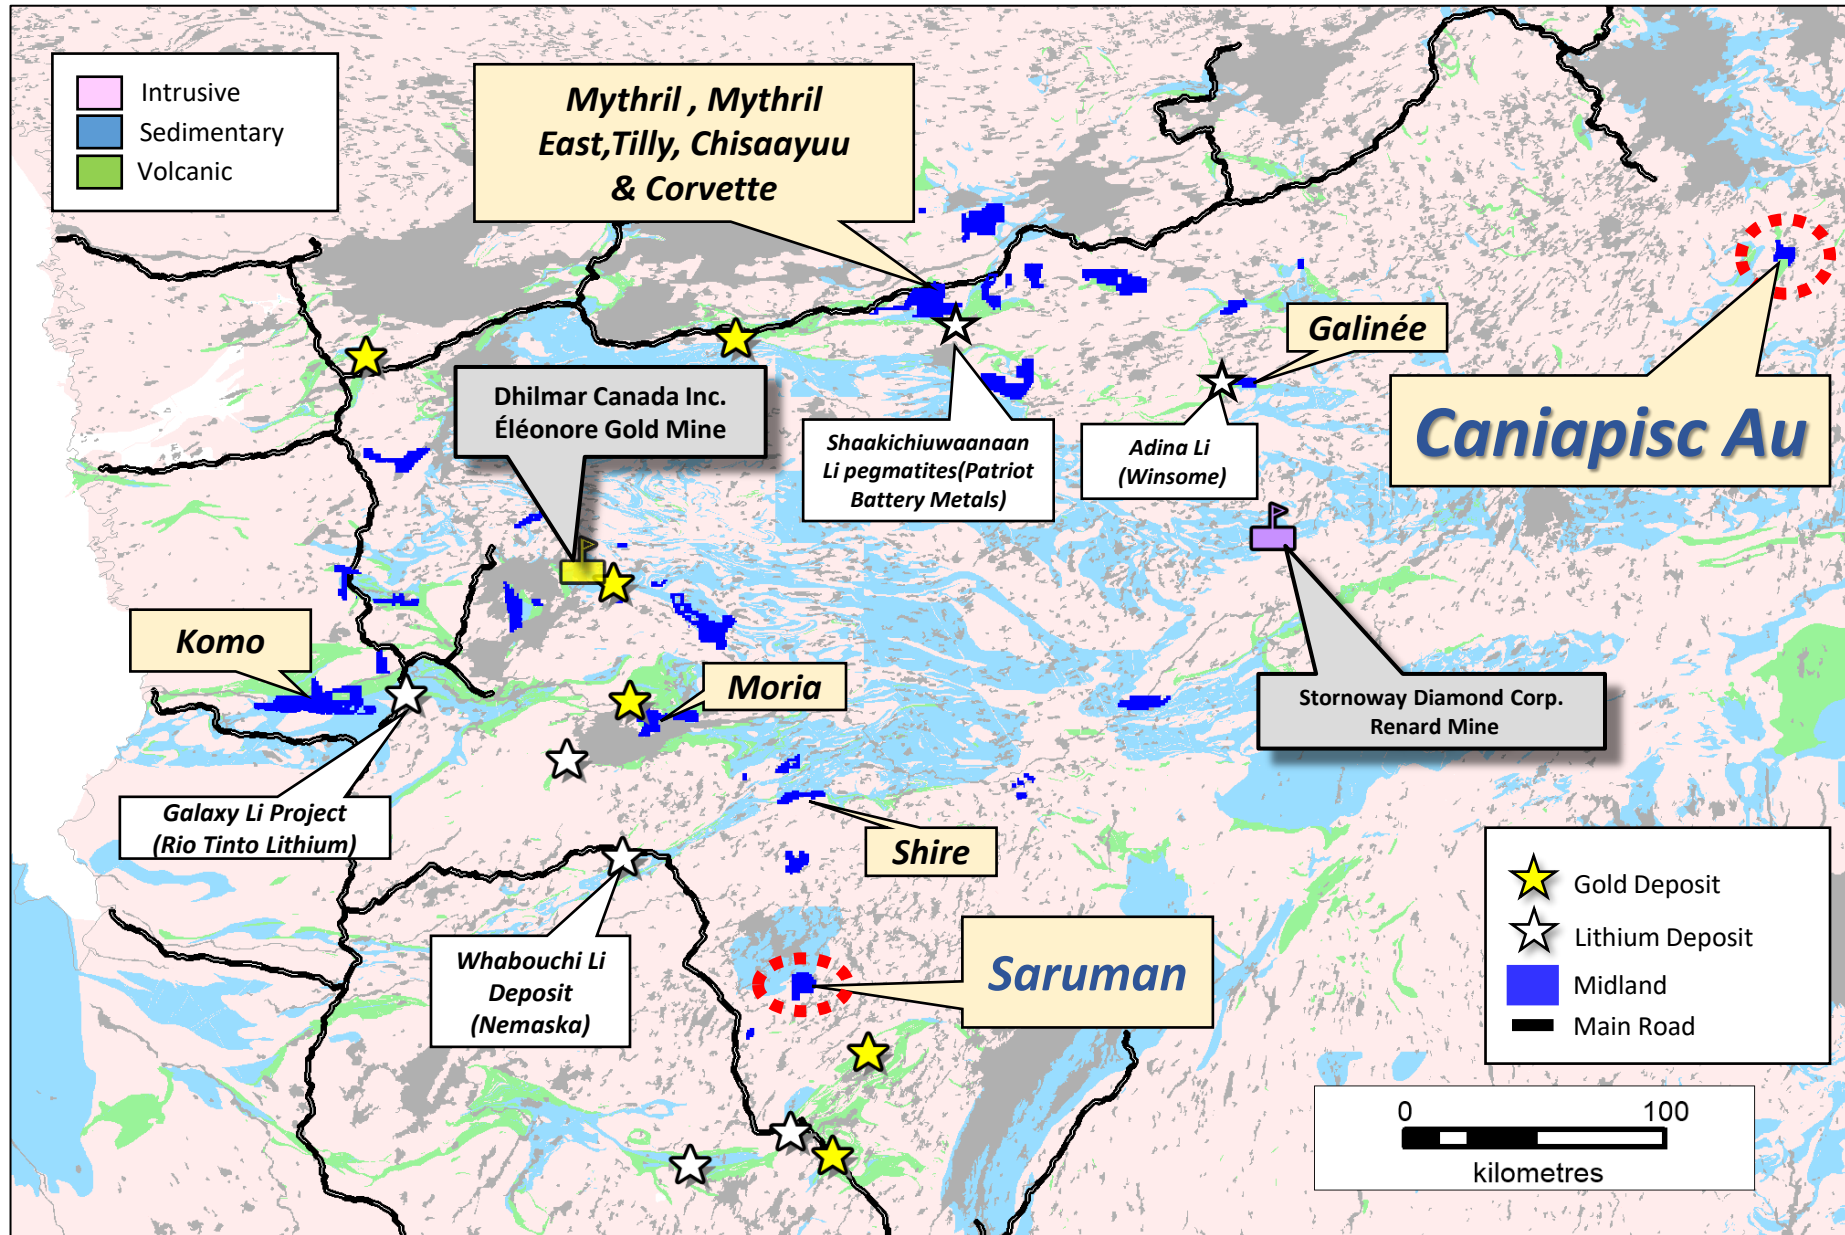 Intrusive
Sedimentary
Volcanic
Mythril , Mythril
East,Tilly, Chisaayuu
& Corvette
Galinée
Caniapisc Au
Dhilmar Canada Inc.
Éléonore Gold Mine
Shaakichiuwaanaan
Li pegmatites(Patriot
Battery Metals)
Adina Li
(Winsome)
Komo
Moria
Stornoway Diamond Corp.
Renard Mine
Galaxy Li Project
(Rio Tinto Lithium)
Shire
Whabouchi Li
Deposit
(Nemaska)
Saruman
Gold Deposit
Lithium Deposit
Midland
Main Road
0 100
kilometres